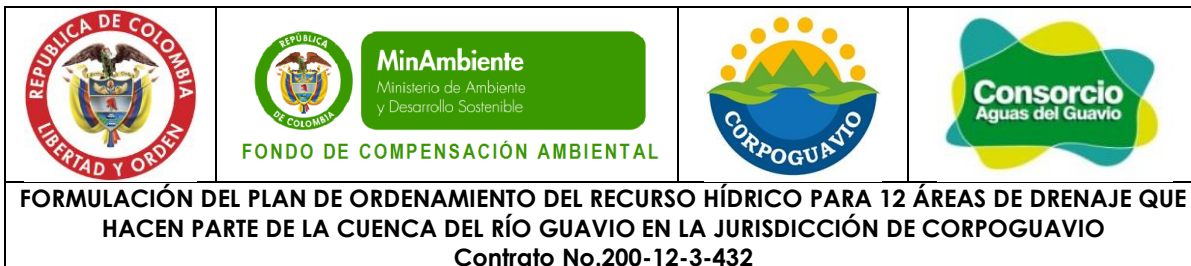 REPUBLICA DE COLOMBIA
LIBERTAD Y ORDEN
REPÚBLICA
DE COLOMBIA
MinAmbiente
Ministerio de Ambiente
y Desarrollo Sostenible
FONDO DE COMPENSACIÓN AMBIENTAL
CORPOGUAVIO
Consorcio
Aguas del Guavio
FORMULACIÓN DEL PLAN DE ORDENAMIENTO DEL RECURSO HÍDRICO PARA 12 ÁREAS DE DRENAJE QUE
HACEN PARTE DE LA CUENCA DEL RÍO GUAVIO EN LA JURISDICCIÓN DE CORPOGUAVIO
Contrato No.200-12-3-432